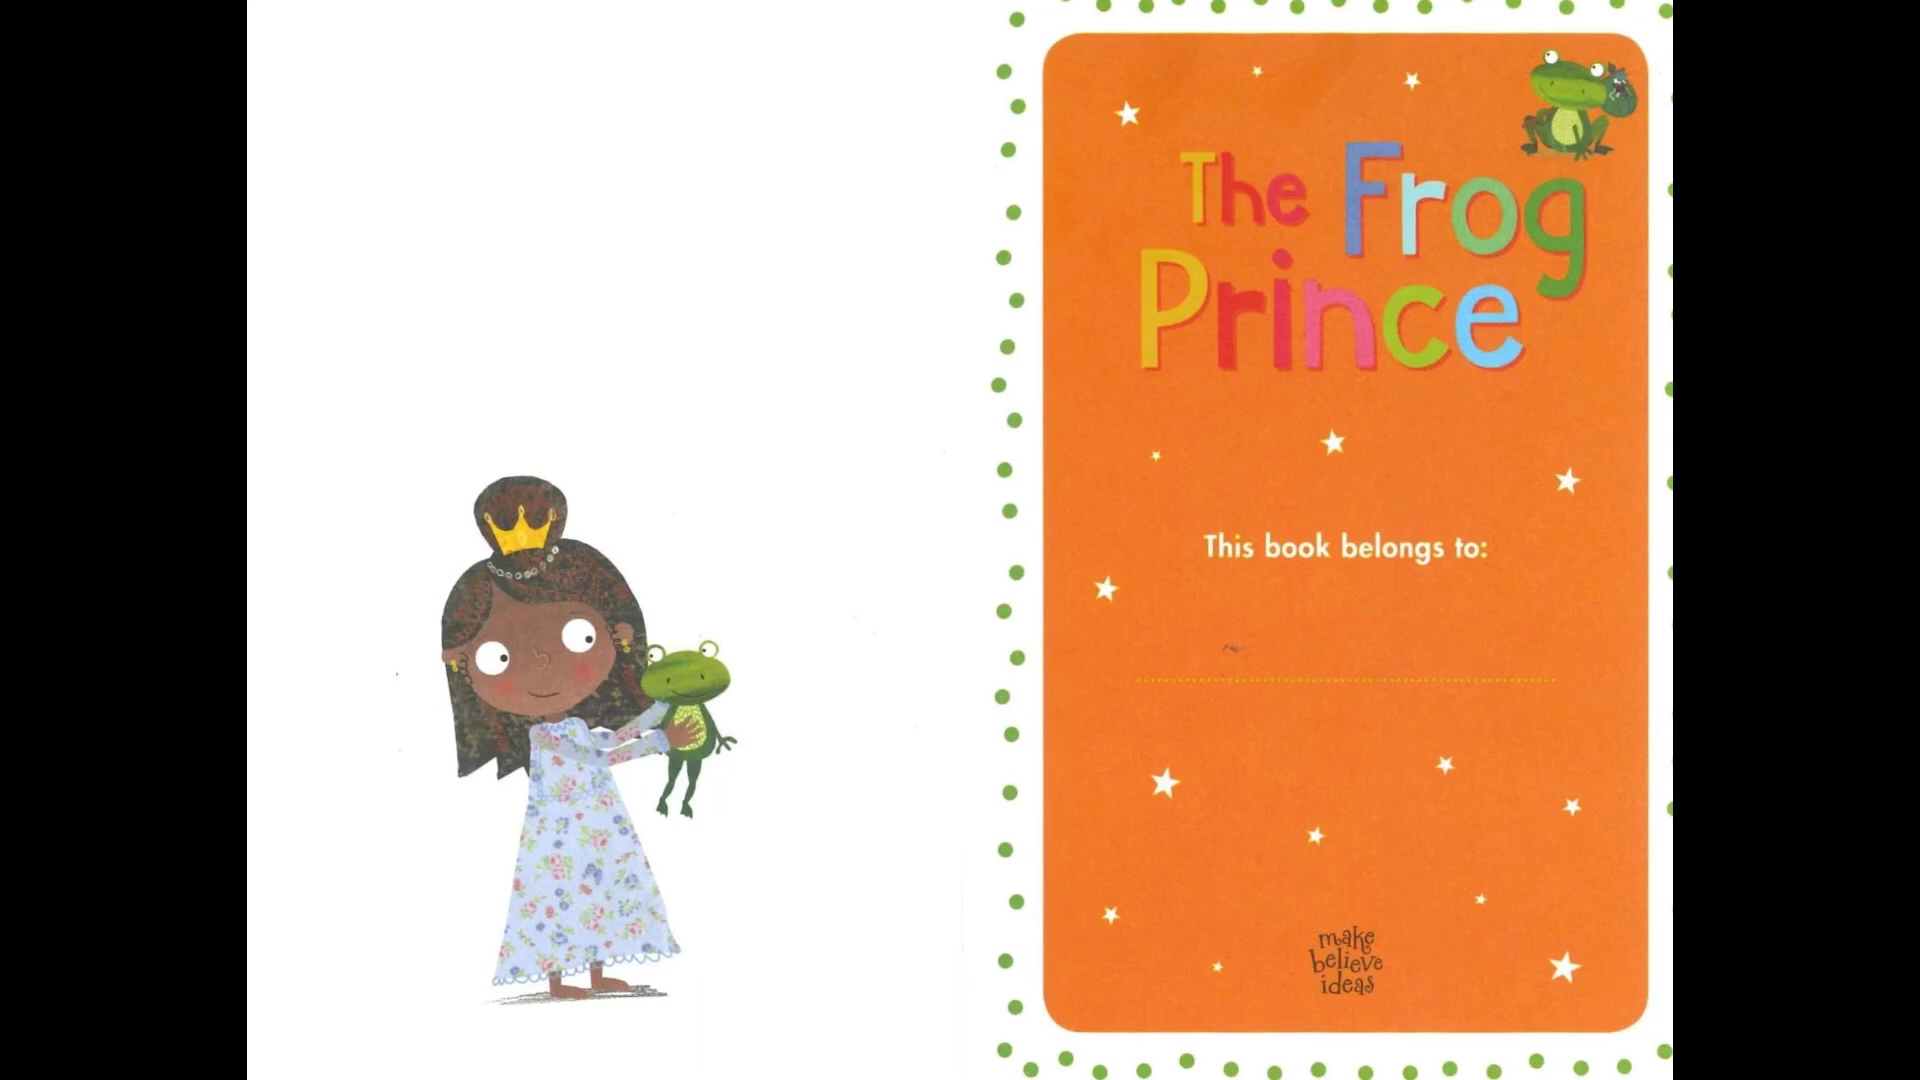 The Frog
Prince
This book belongs to:
make
believe
ideas